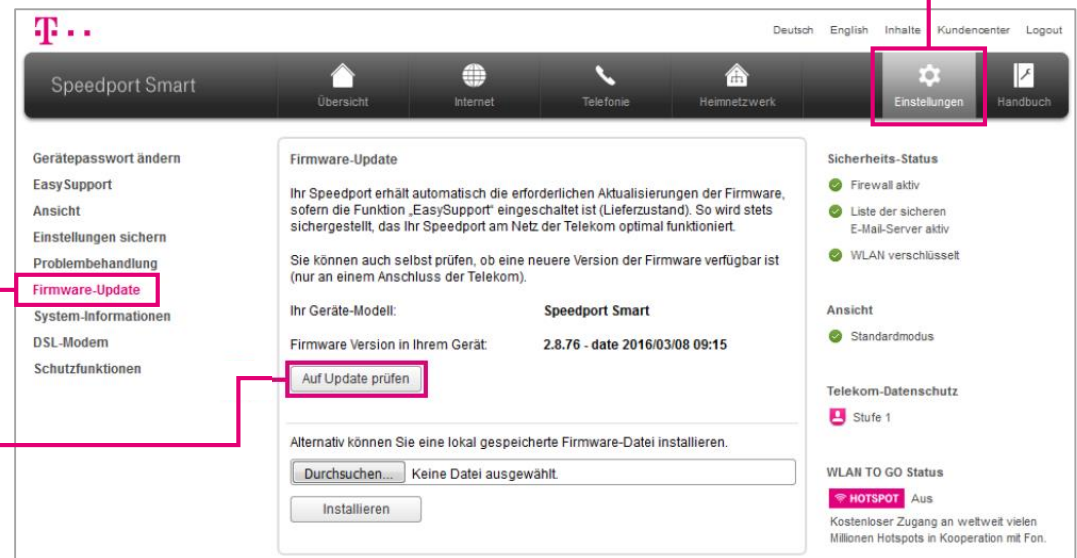 T
Deutsch English Inhalte Kundencenter Logout
Speedport Smart
Übersicht Internet Telefonie Heimnetzwerk Einstellungen Handbuch
Gerätepasswort ändern
EasySupport
Ansicht
Einstellungen sichern
Problembehandlung
Firmware-Update
System-Informationen
DSL-Modem
Schutzfunktionen
Firmware-Update
Ihr Speedport erhält automatisch die erforderlichen Aktualisierungen der Firmware,
sofern die Funktion „EasySupport“ eingeschaltet ist (Lieferzustand). So wird stets
sichergestellt, das Ihr Speedport am Netz der Telekom optimal funktioniert.
Sie können auch selbst prüfen, ob eine neuere Version der Firmware verfügbar ist
(nur an einem Anschluss der Telekom).
Ihr Geräte-Modell: Speedport Smart
Firmware Version in Ihrem Gerät: 2.8.76 - date 2016/03/08 09:15
Auf Update prüfen
Alternativ können Sie eine lokal gespeicherte Firmware-Datei installieren.
Durchsuchen... Keine Datei ausgewählt.
Installieren
Sicherheits-Status
Firewall aktiv
Liste der sicheren
E-Mail-Server aktiv
WLAN verschlüsselt
Ansicht
Standardmodus
Telekom-Datenschutz
Stufe 1
WLAN TO GO Status
HOTSPOT Aus
Kostenloser Zugang an weltweit vielen
Millionen Hotspots in Kooperation mit Fon.